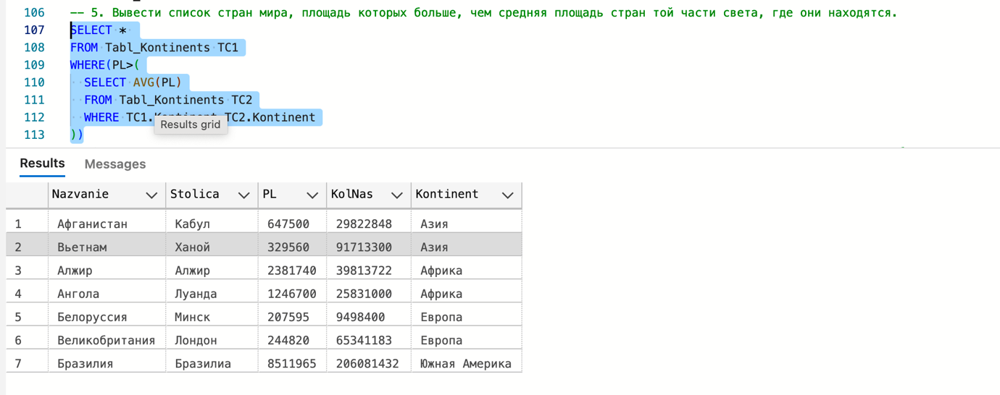 106 -- 5. Вывести список стран мира, площадь которых больше, чем средняя площадь стран той части света, где они находятся.
107 SELECT *
108 FROM Tabl_Kontinents TC1
109 WHERE(PL>(
110 SELECT AVG(PL)
111 FROM Tabl_Kontinents TC2
112 WHERE TC1. TC2.Kontinent
Results grid
113 ))
Results Messages
Nazvanie Stolica PL KolNas Kontinent
1 Афганистан Кабул 647500 29822848 Азия
2 Вьетнам Ханой 329560 91713300 Азия
3 Алжир Алжир 2381740 39813722 Африка
4 Ангола Луанда 1246700 25831000 Африка
5 Белоруссия Минск 207595 9498400 Европа
6 Великобритания Лондон 244820 65341183 Европа
7 Бразилия Бразилиа 8511965 206081432 Южная Америка